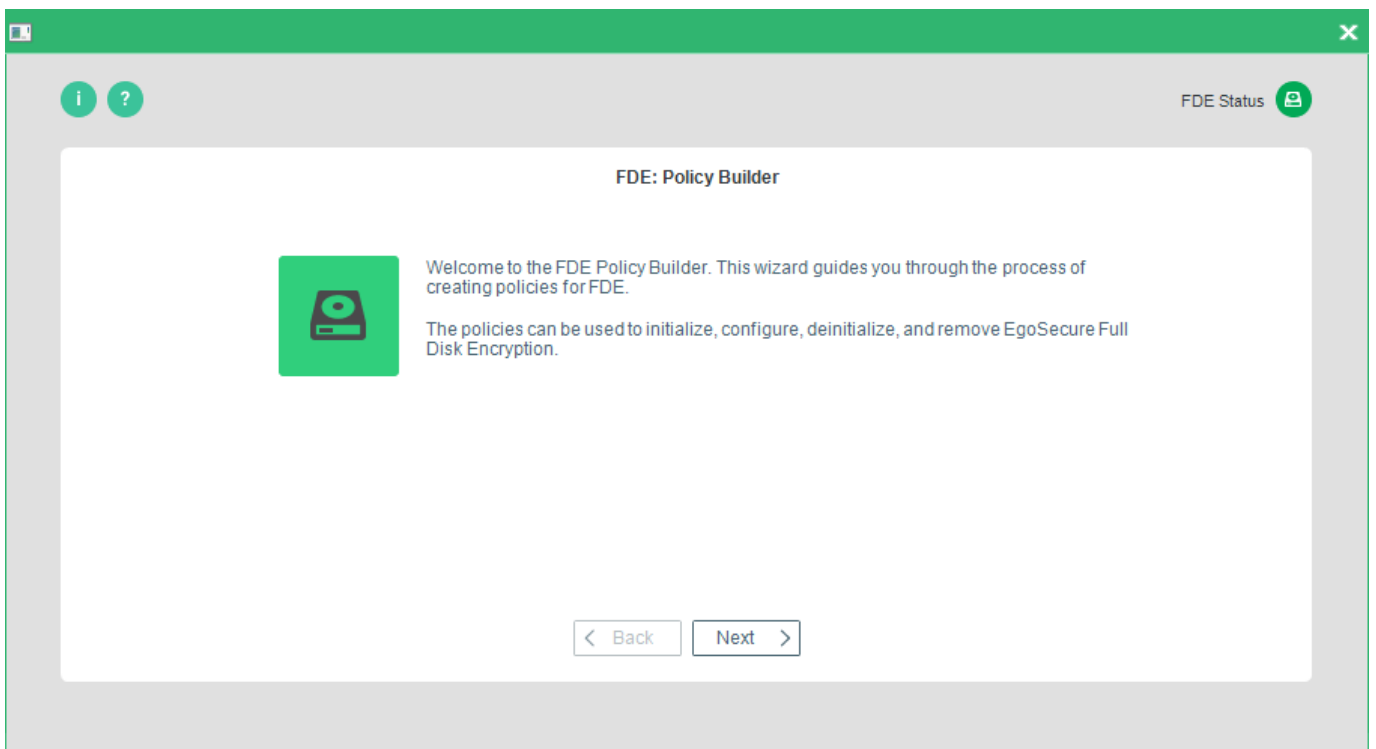 i ?
FDE Status
FDE: Policy Builder
Welcome to the FDE Policy Builder. This wizard guides you through the process of
creating policies for FDE.
The policies can be used to initialize, configure, deinitialize, and remove EgoSecure Full
Disk Encryption.
< Back Next >